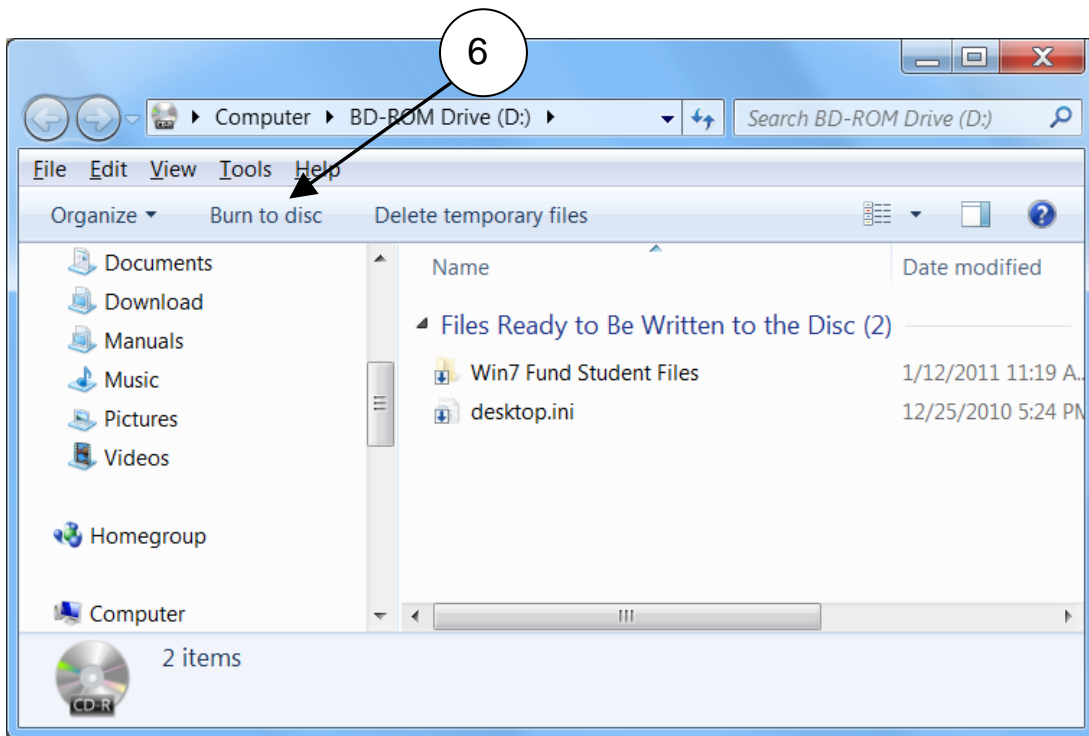 6
Computer BD-ROM Drive (D:) Search BD-ROM Drive (D:)
File Edit View Tools Help
Organize Burn to disc Delete temporary files
Documents
Download
Manuals
Music
Pictures
Videos
Homegroup
Computer
Name Date modified
Files Ready to Be Written to the Disc (2)
Win7 Fund Student Files 1/12/2011 11:19 A..
desktop.ini 12/25/2010 5:24 PM
2 items
CD-R